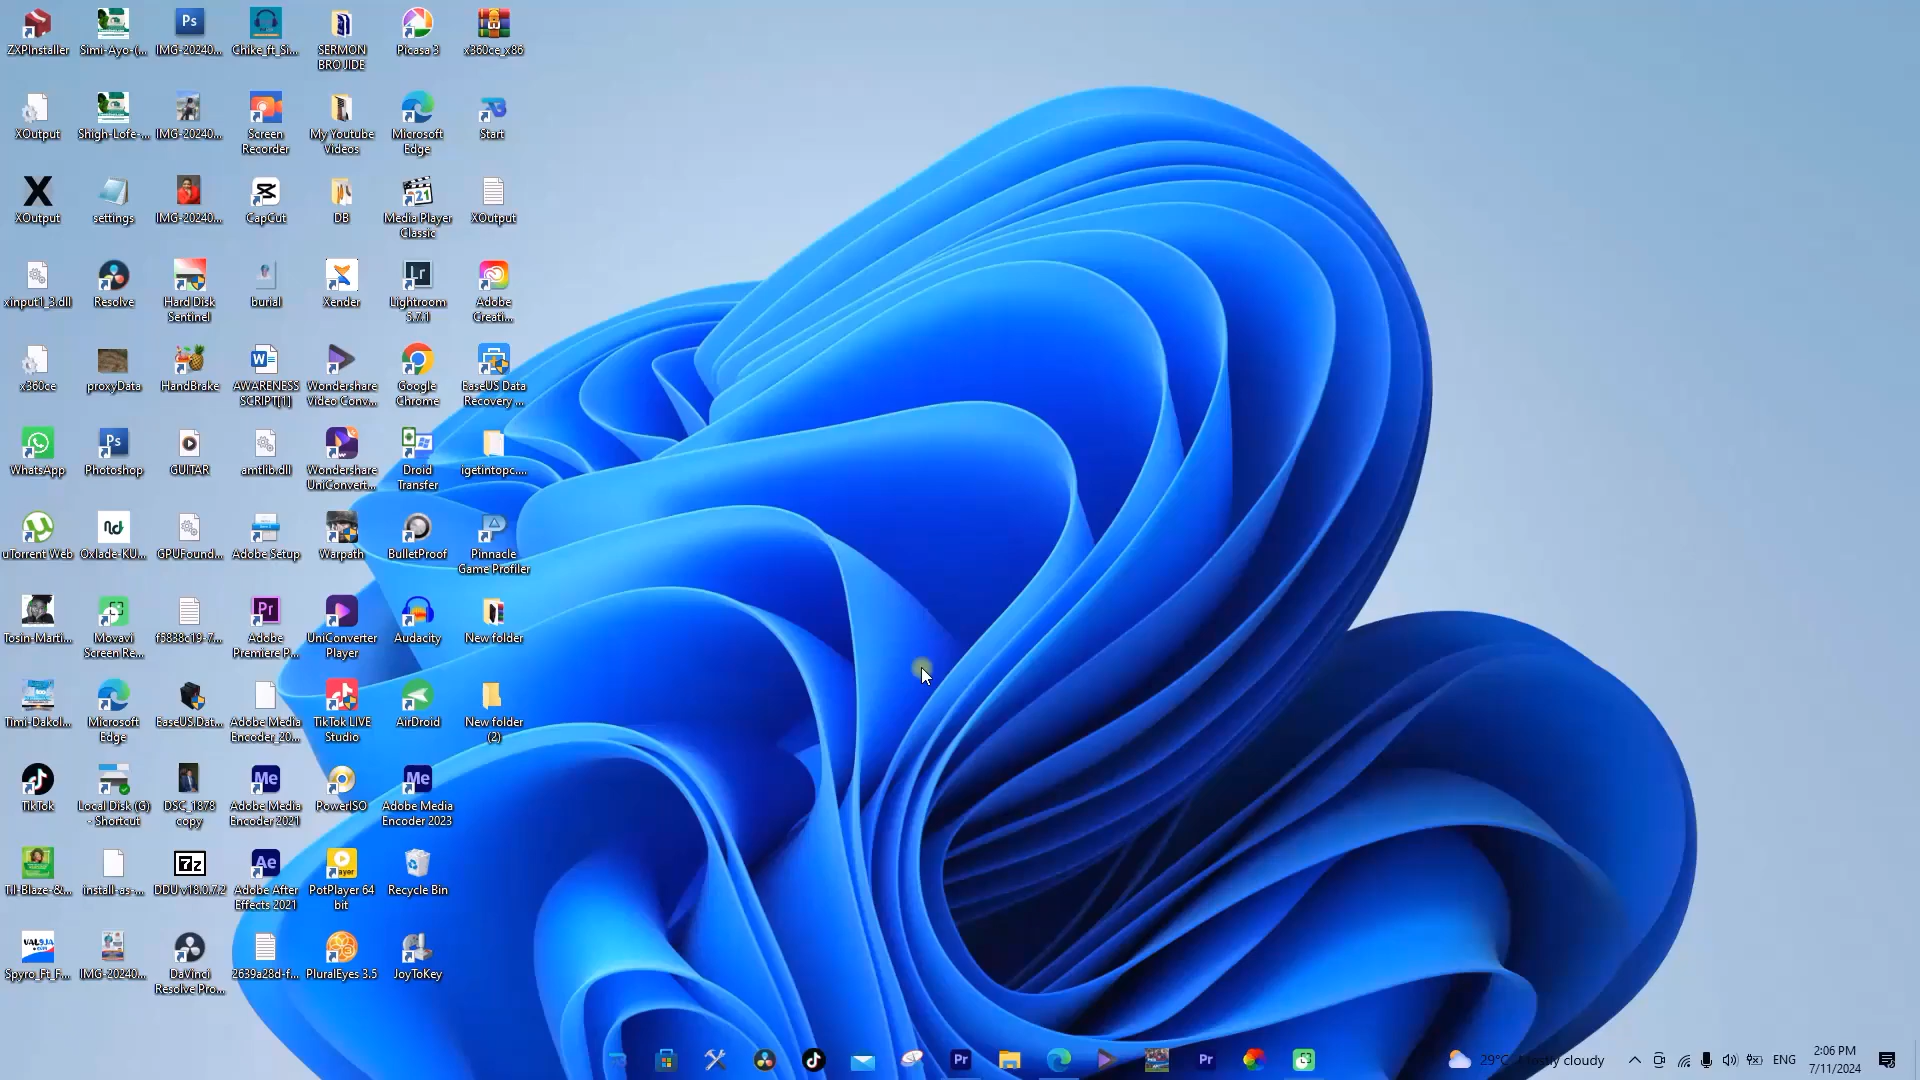 ZXPInstaller
Simi-Ayo-(...
IMG-20240...
Chike_ft_Si...
SERMON
BRO JIDE
Picasa 3
x360ce_x86
XOutput
Shigh-Lofe-...
IMG-20240...
Screen
Recorder
My Youtube
Videos
Microsoft
Edge
Start
XOutput
settings
IMG-20240...
CapCut
DB
Media Player
Classic
XOutput
xinput1_3.dll
Resolve
Hard Disk
Sentinel
burial
Xender
Lightroom
5.7.1
Adobe
Creati...
x360ce
proxyData
HandBrake
AWARENESS
SCRIPT[1]
Wondershare
Video Conv...
Google
Chrome
EaseUS Data
Recovery ...
WhatsApp
Photoshop
GUITAR
amtlib.dll
Wondershare
UniConvert...
Droid
Transfer
igetintopc....
uTorrent Web
Oxlade-KU...
GPUFound...
Adobe Setup
Warpath
BulletProof
Pinnacle
Game Profiler
Tosin-Marti...
Movavi
Screen Re...
f5838c19-7...
Adobe
Premiere P...
UniConverter
Player
Audacity
New folder
Timi-Dakol...
Microsoft
Edge
EaseUS.Dat...
Adobe Media
Encoder_20...
TikTok LIVE
Studio
AirDroid
New folder
(2)
TikTok
Local Disk (G)
- Shortcut
DSC_1878
copy
Adobe Media
Encoder 2021
PowerISO
Adobe Media
Encoder 2023
T.I-Blaze-&...
install-as-...
DDU v18.0.7.2
Adobe After
Effects 2021
PotPlayer 64
bit
Recycle Bin
Spyro_Ft_F...
IMG-20240...
DaVinci
Resolve Pro...
2639a28d-f...
PluralEyes 3.5
JoyToKey
29°C Mostly cloudy
ENG
2:06 PM
7/11/2024